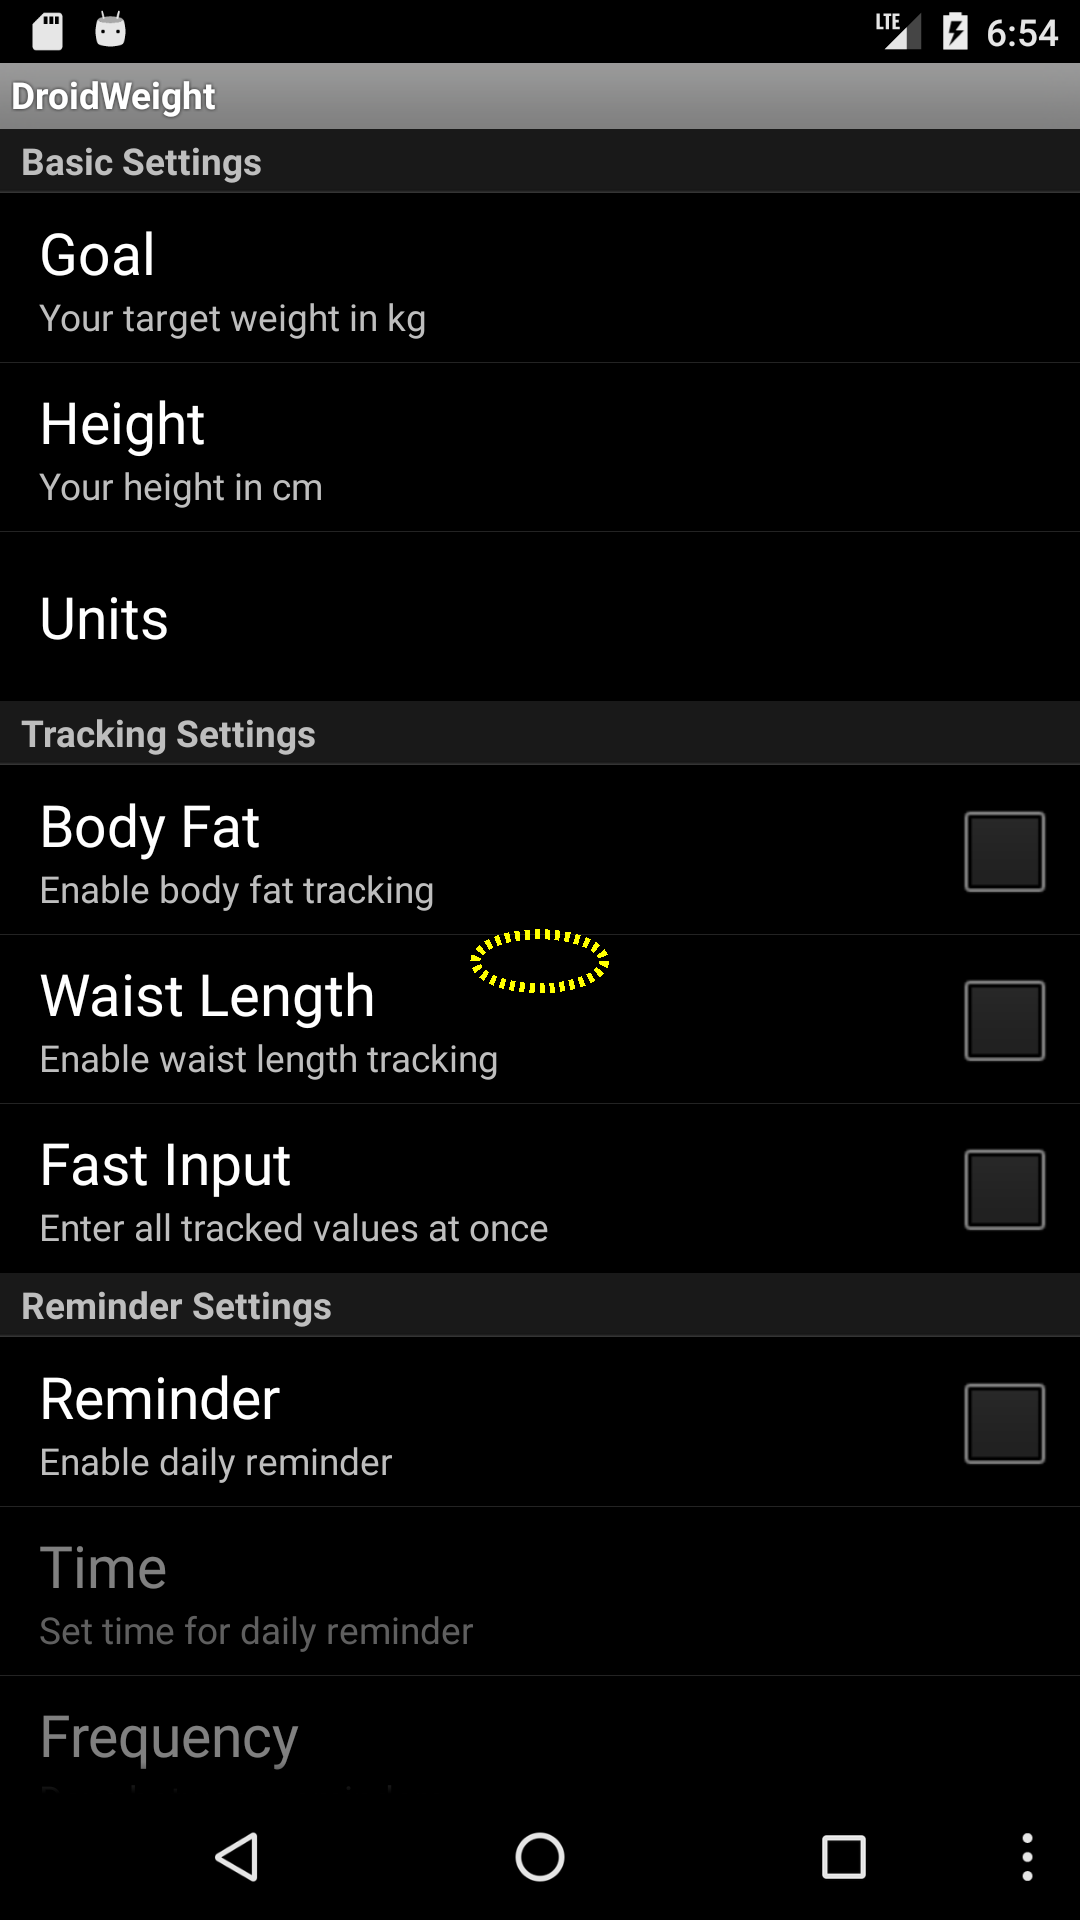 LTE 6:54
DroidWeight
Basic Settings
Goal
Your target weight in kg
Height
Your height in cm
Units
Tracking Settings
Body Fat
Enable body fat tracking
Waist Length
Enable waist length tracking
Fast Input
Enter all tracked values at once
Reminder Settings
Reminder
Enable daily reminder
Time
Set time for daily reminder
Frequency